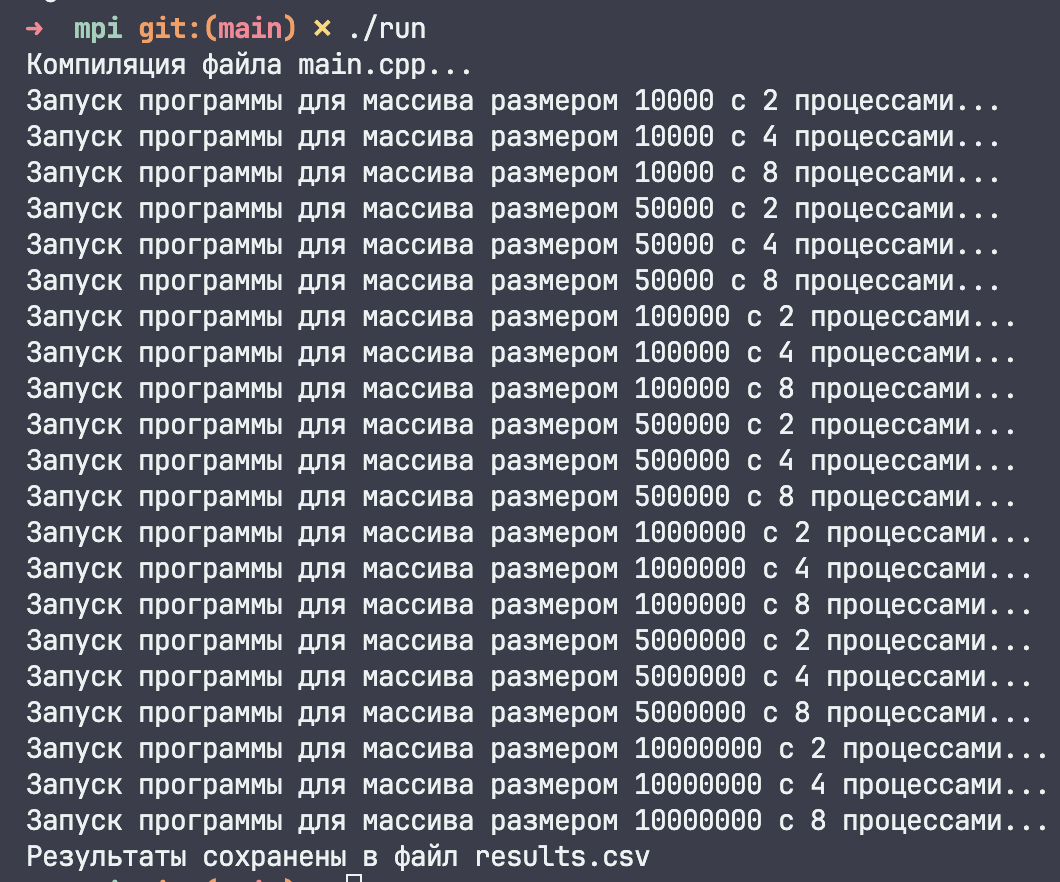 ➜ mpi git:(main) ✗ ./run
Компиляция файла main.cpp...
Запуск программы для массива размером 10000 с 2 процессами...
Запуск программы для массива размером 10000 с 4 процессами...
Запуск программы для массива размером 10000 с 8 процессами...
Запуск программы для массива размером 50000 с 2 процессами...
Запуск программы для массива размером 50000 с 4 процессами...
Запуск программы для массива размером 50000 с 8 процессами...
Запуск программы для массива размером 100000 с 2 процессами...
Запуск программы для массива размером 100000 с 4 процессами...
Запуск программы для массива размером 100000 с 8 процессами...
Запуск программы для массива размером 500000 с 2 процессами...
Запуск программы для массива размером 500000 с 4 процессами...
Запуск программы для массива размером 500000 с 8 процессами...
Запуск программы для массива размером 1000000 с 2 процессами...
Запуск программы для массива размером 1000000 с 4 процессами...
Запуск программы для массива размером 1000000 с 8 процессами...
Запуск программы для массива размером 5000000 с 2 процессами...
Запуск программы для массива размером 5000000 с 4 процессами...
Запуск программы для массива размером 5000000 с 8 процессами...
Запуск программы для массива размером 10000000 с 2 процессами...
Запуск программы для массива размером 10000000 с 4 процессами...
Запуск программы для массива размером 10000000 с 8 процессами...
Результаты сохранены в файл results.csv